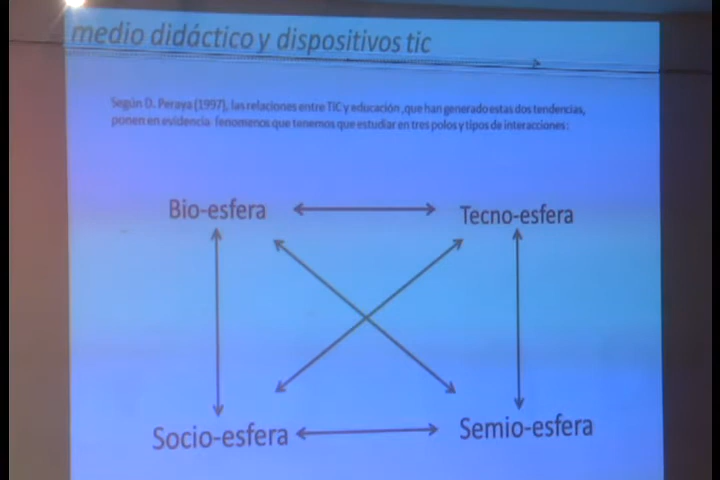 medio didáctico y dispositivos tic
Según D. Peraya (1997), las relaciones entre TIC y educación ,que han generado estas dos tendencias,
ponen en evidencia fenomenos que tenemos que estudiar en tres polos y tipos de interacciones:
Bio-esfera
Tecno-esfera
Socio-esfera
Semio-esfera